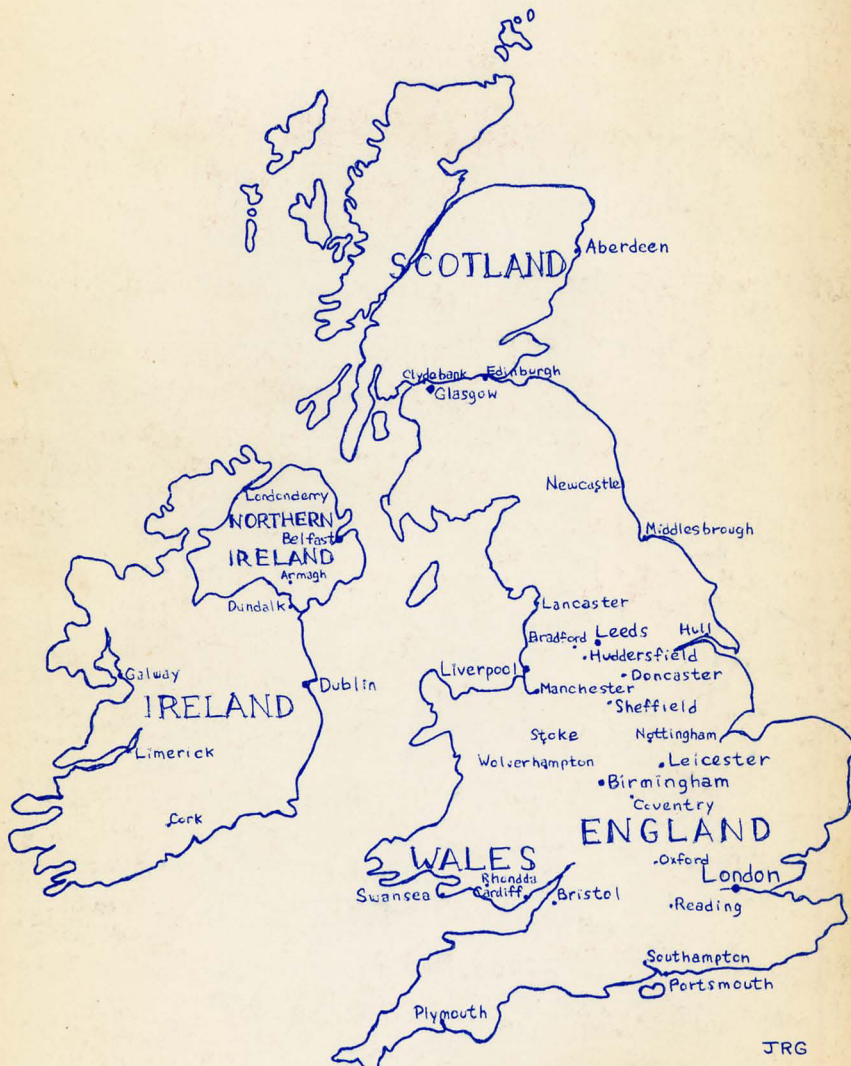 SCOTLAND
Aberdeen
Clydebank
Edinburgh
Glasgow
Newcastle
Londonderry
NORTHERN
Belfast
IRELAND
Armagh
Middlesbrough
Dundalk
Lancaster
Bradford
Leeds
Hull
Huddersfield
Liverpool
Doncaster
Galway
Dublin
Manchester
IRELAND
Sheffield
Stoke
Nottingham
Limerick
Wolverhampton
Leicester
Birmingham
Coventry
Cork
ENGLAND
WALES
Oxford
Rhondda
London
Swansea
Cardiff
Bristol
Reading
Southampton
Portsmouth
Plymouth
JRG